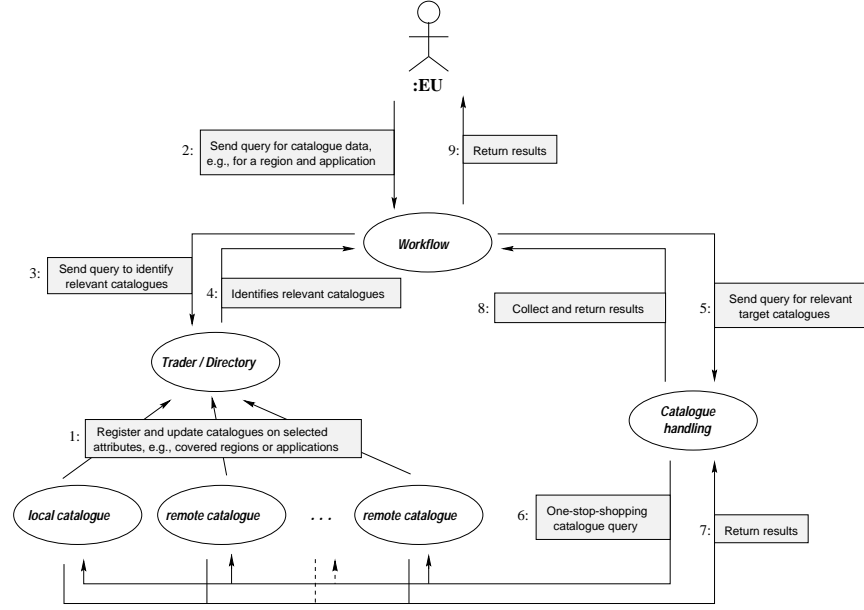 :EU
2: Send query for catalogue data,
e.g., for a region and application
9: Return results
Workflow
3: Send query to identify
relevant catalogues
4: Identifies relevant catalogues
8: Collect and return results
5: Send query for relevant
target catalogues
Trader / Directory
Catalogue
handling
1: Register and update catalogues on selected
attributes, e.g., covered regions or applications
local catalogue
remote catalogue
. . .
remote catalogue
6: One-stop-shopping
catalogue query
7: Return results